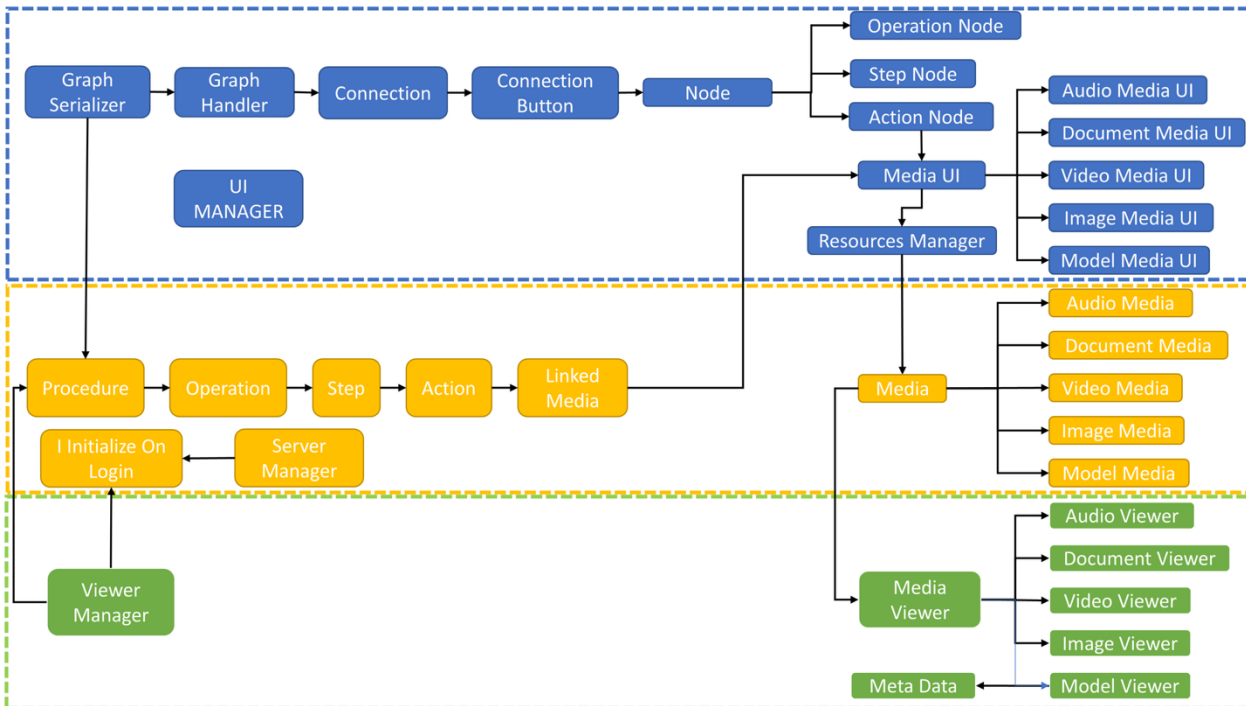 Operation Node
Graph
Serializer
Graph
Handler
Connection
Connection
Button
Node
Step Node
Action Node
Audio Media UI
Document Media UI
UI
MANAGER
Media UI
Video Media UI
Image Media UI
Resources Manager
Model Media UI
Audio Media
Document Media
Procedure
Operation
Step
Action
Linked
Media
Media
Video Media
Image Media
I Initialize On
Login
Server
Manager
Model Media
Audio Viewer
Document Viewer
Viewer
Manager
Media
Viewer
Video Viewer
Image Viewer
Meta Data
Model Viewer